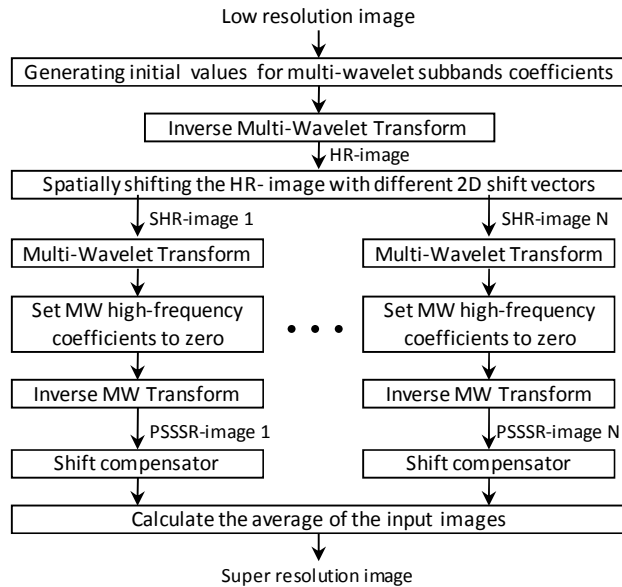 Low resolution image
Generating initial values for multi-wavelet subbands coefficients
Inverse Multi-Wavelet Transform
HR-image
Spatially shifting the HR- image with different 2D shift vectors
SHR-image 1
SHR-image N
Multi-Wavelet Transform
Multi-Wavelet Transform
Set MW high-frequency
coefficients to zero
Set MW high-frequency
coefficients to zero
Inverse MW Transform
Inverse MW Transform
PSSSR-image 1
PSSSR-image N
Shift compensator
Shift compensator
Calculate the average of the input images
Super resolution image